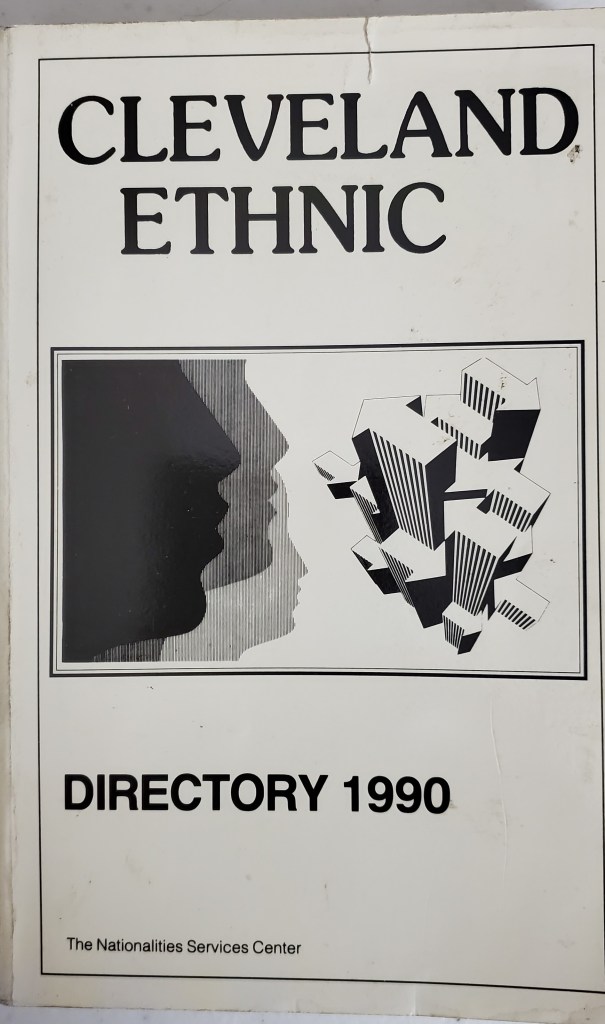 CLEVELAND
ETHNIC
DIRECTORY 1990
The Nationalities Services Center